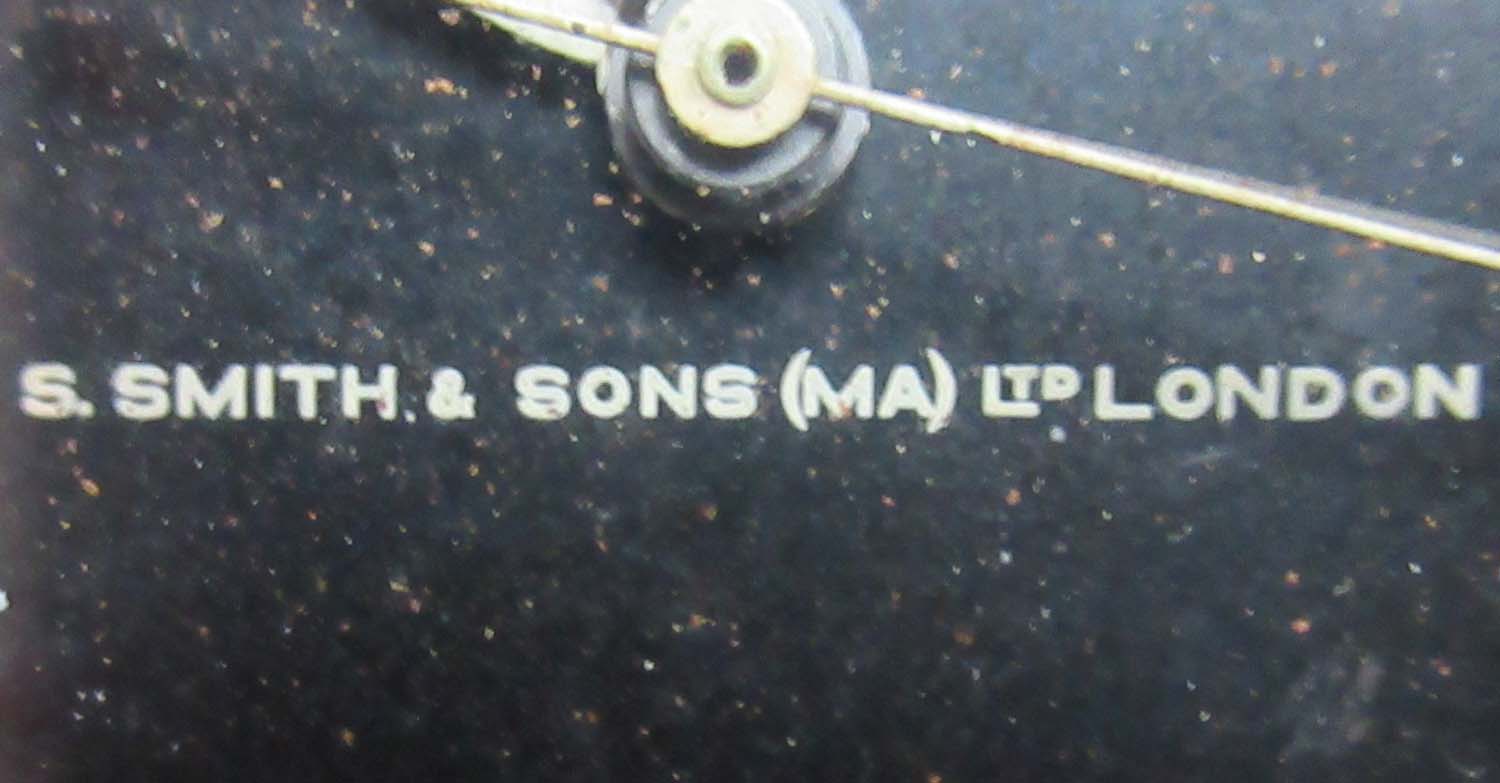 S. SMITH & SONS (MA) LTD LONDON